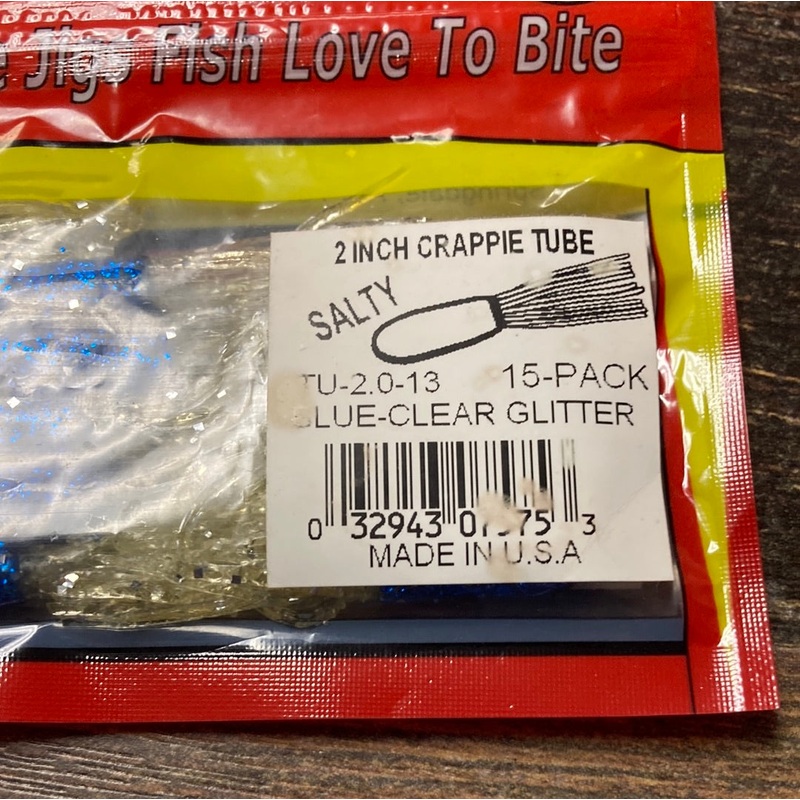 Jigs Fish Love To Bite
2 INCH CRAPPIE TUBE
SALTY
TU-2.0-13 15-PACK
BLUE-CLEAR GLITTER
0 32943 07575 3
MADE IN U.S.A